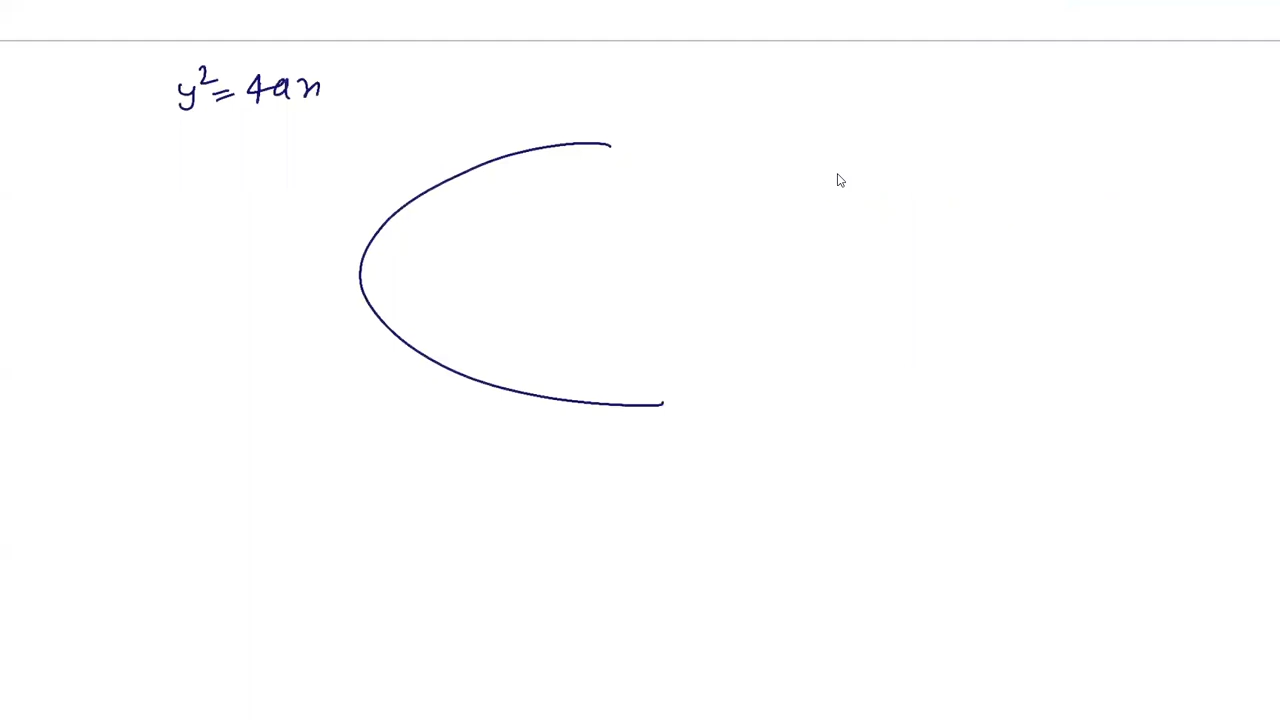 y² = 4ax